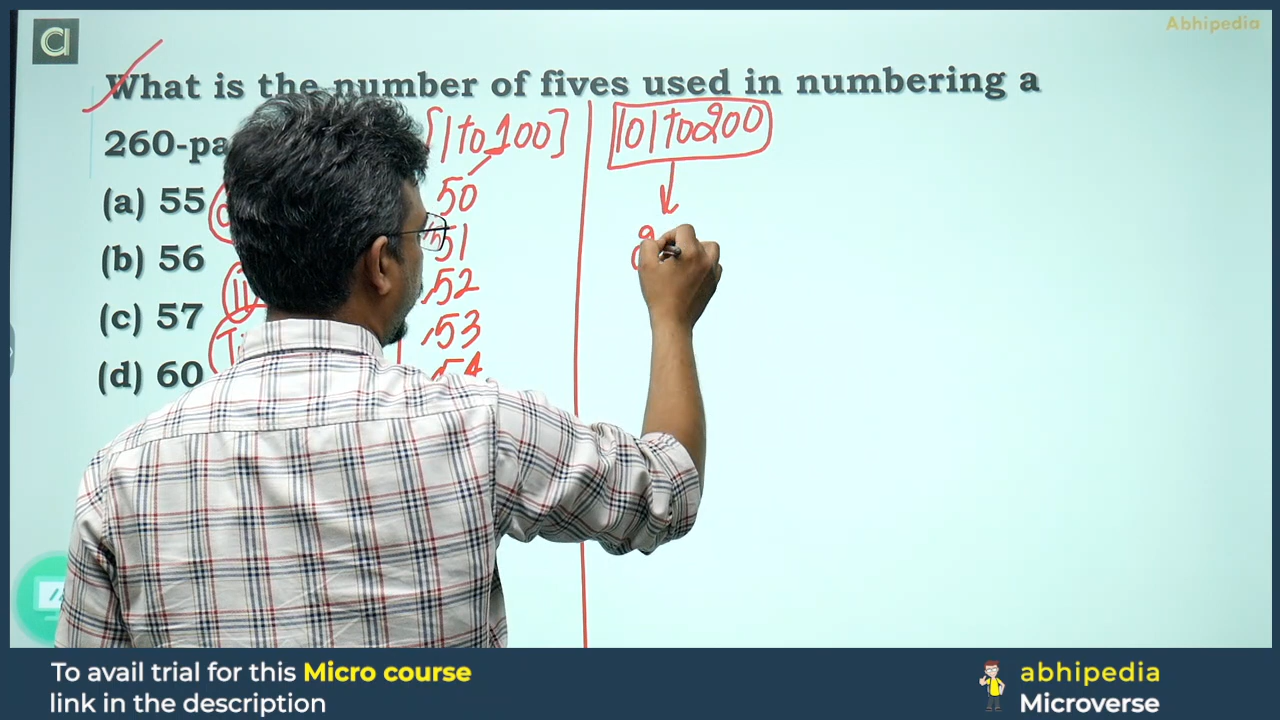 Abhipedia
What is the number of fives used in numbering a
260-pa
[1 to 100]
101 to 200
(a) 55
50
(b) 56
51
ii
52
(c) 57
53
(d) 60
54
To avail trial for this Micro course
link in the description
abhipedia
Microverse